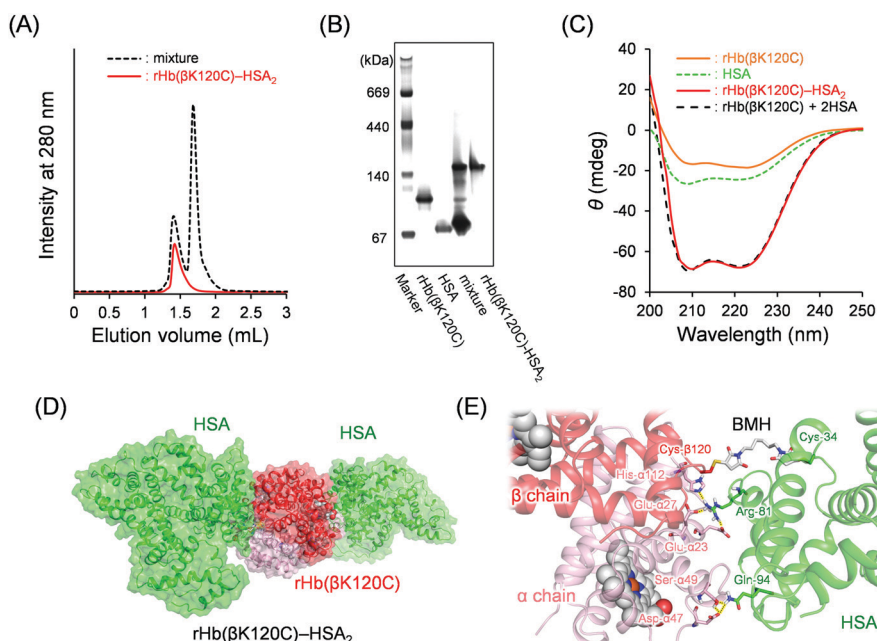 (A)
: mixture
: rHb(βK120C)–HSA₂
Intensity at 280 nm
0 0.5 1 1.5 2 2.5 3
Elution volume (mL)
(B)
(kDa)
669
440
140
67
Marker
rHb(βK120C)
HSA
mixture
rHb(βK120C)-HSA₂
(C)
: rHb(βK120C)
: HSA
: rHb(βK120C)–HSA₂
: rHb(βK120C) + 2HSA
θ (mdeg)
40
20
0
-20
-40
-60
-80
200 210 220 230 240 250
Wavelength (nm)
(D)
HSA
HSA
rHb(βK120C)
rHb(βK120C)–HSA₂
(E)
BMH
Cys-34
Cys-β120
His-α112
β chain
Glu-α27
Arg-81
Glu-α23
Ser-α49
Gln-94
α chain
Asp-α47
HSA